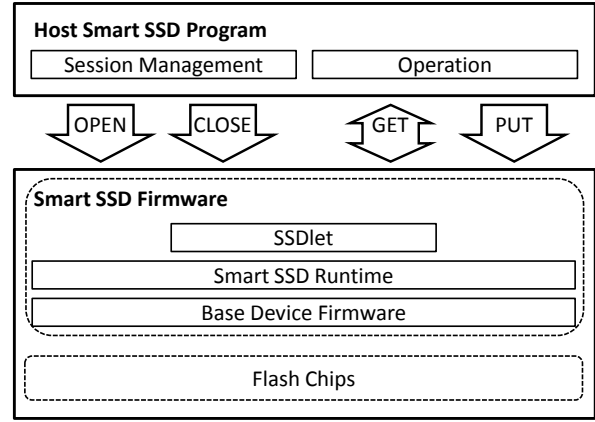 Host Smart SSD Program
Session Management
Operation
OPEN
CLOSE
GET
PUT
Smart SSD Firmware
SSDlet
Smart SSD Runtime
Base Device Firmware
Flash Chips